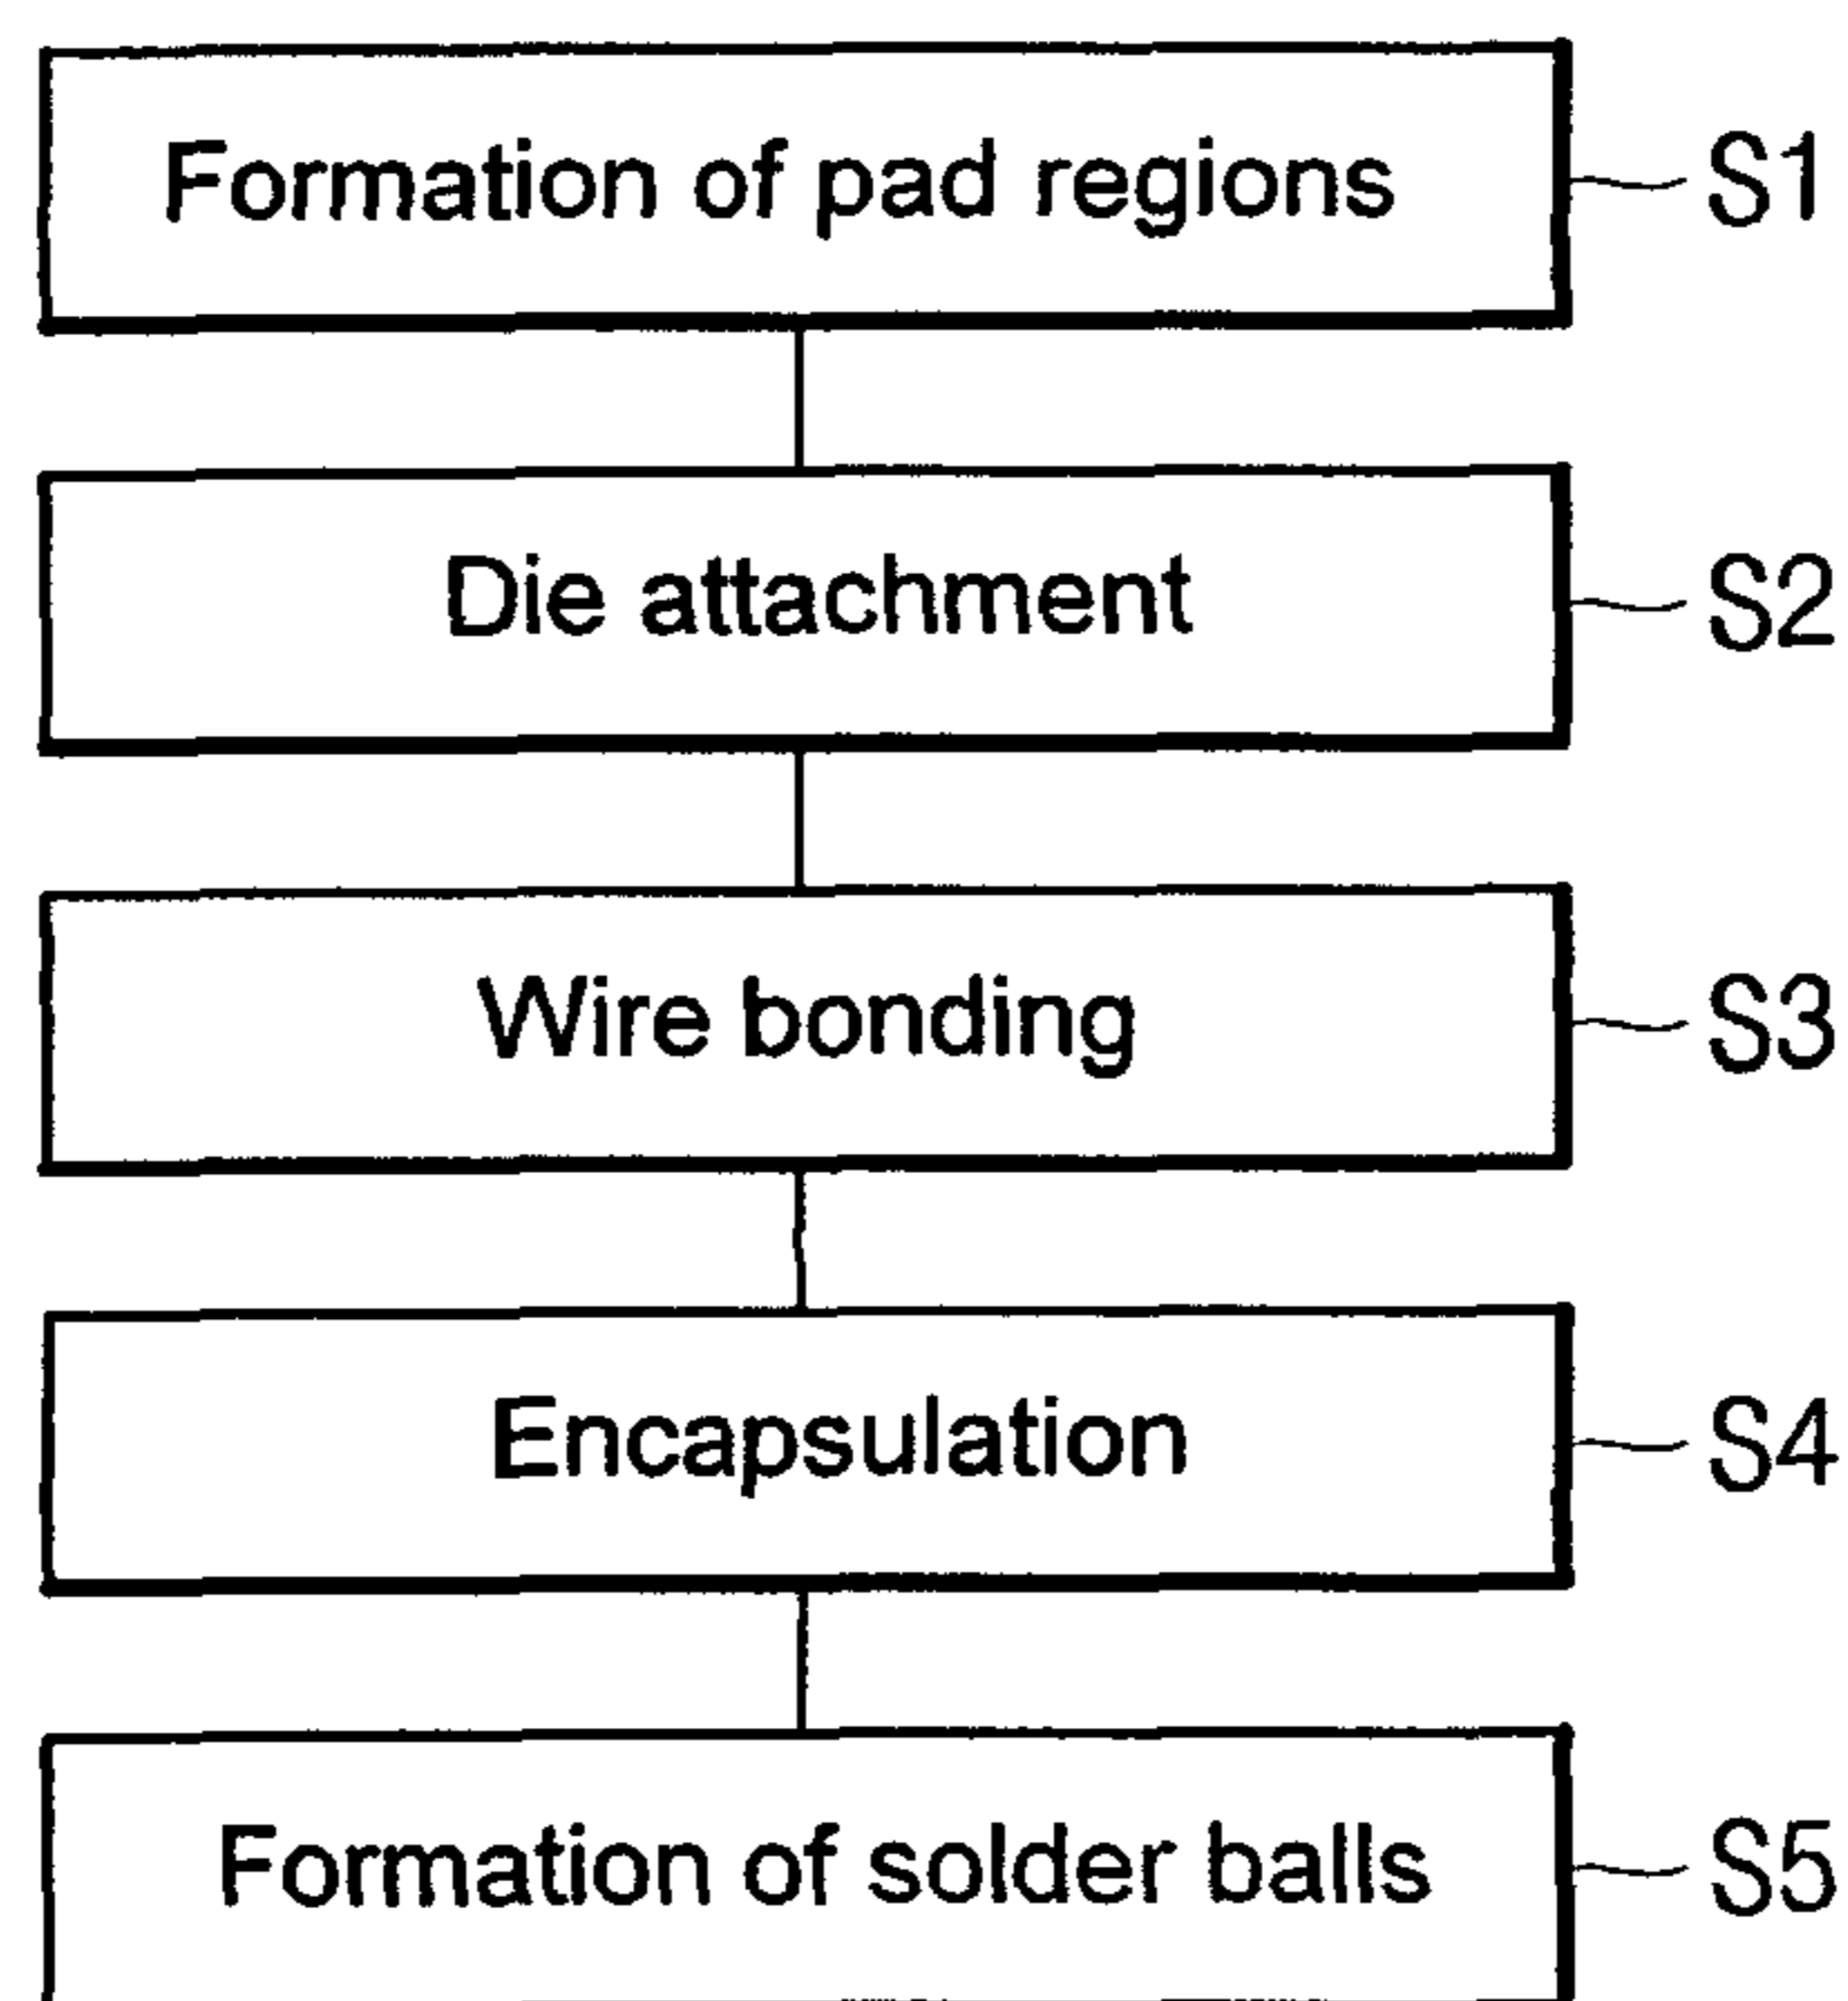 Formation of pad regions S1
Die attachment S2
Wire bonding S3
Encapsulation S4
Formation of solder balls S5